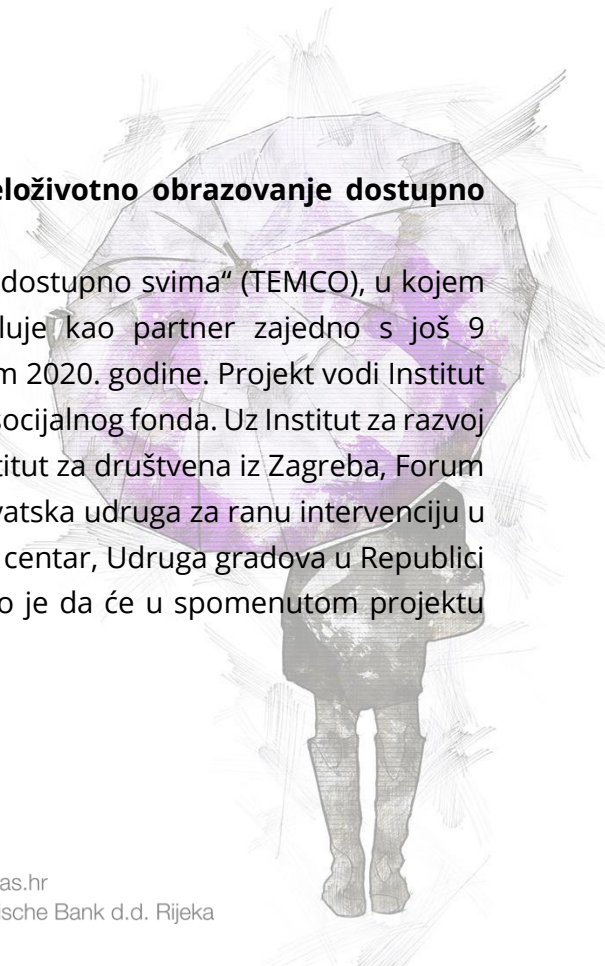 eloživotno obrazovanje dostupno
dostupno svima“ (TEMCO), u kojem
luje kao partner zajedno s još 9
m 2020. godine. Projekt vodi Institut
socijalnog fonda. Uz Institut za razvoj
titut za društvena iz Zagreba, Forum
vatska udruga za ranu intervenciju u
centar, Udruga gradova u Republici
o je da će u spomenutom projektu
as.hr
ische Bank d.d. Rijeka